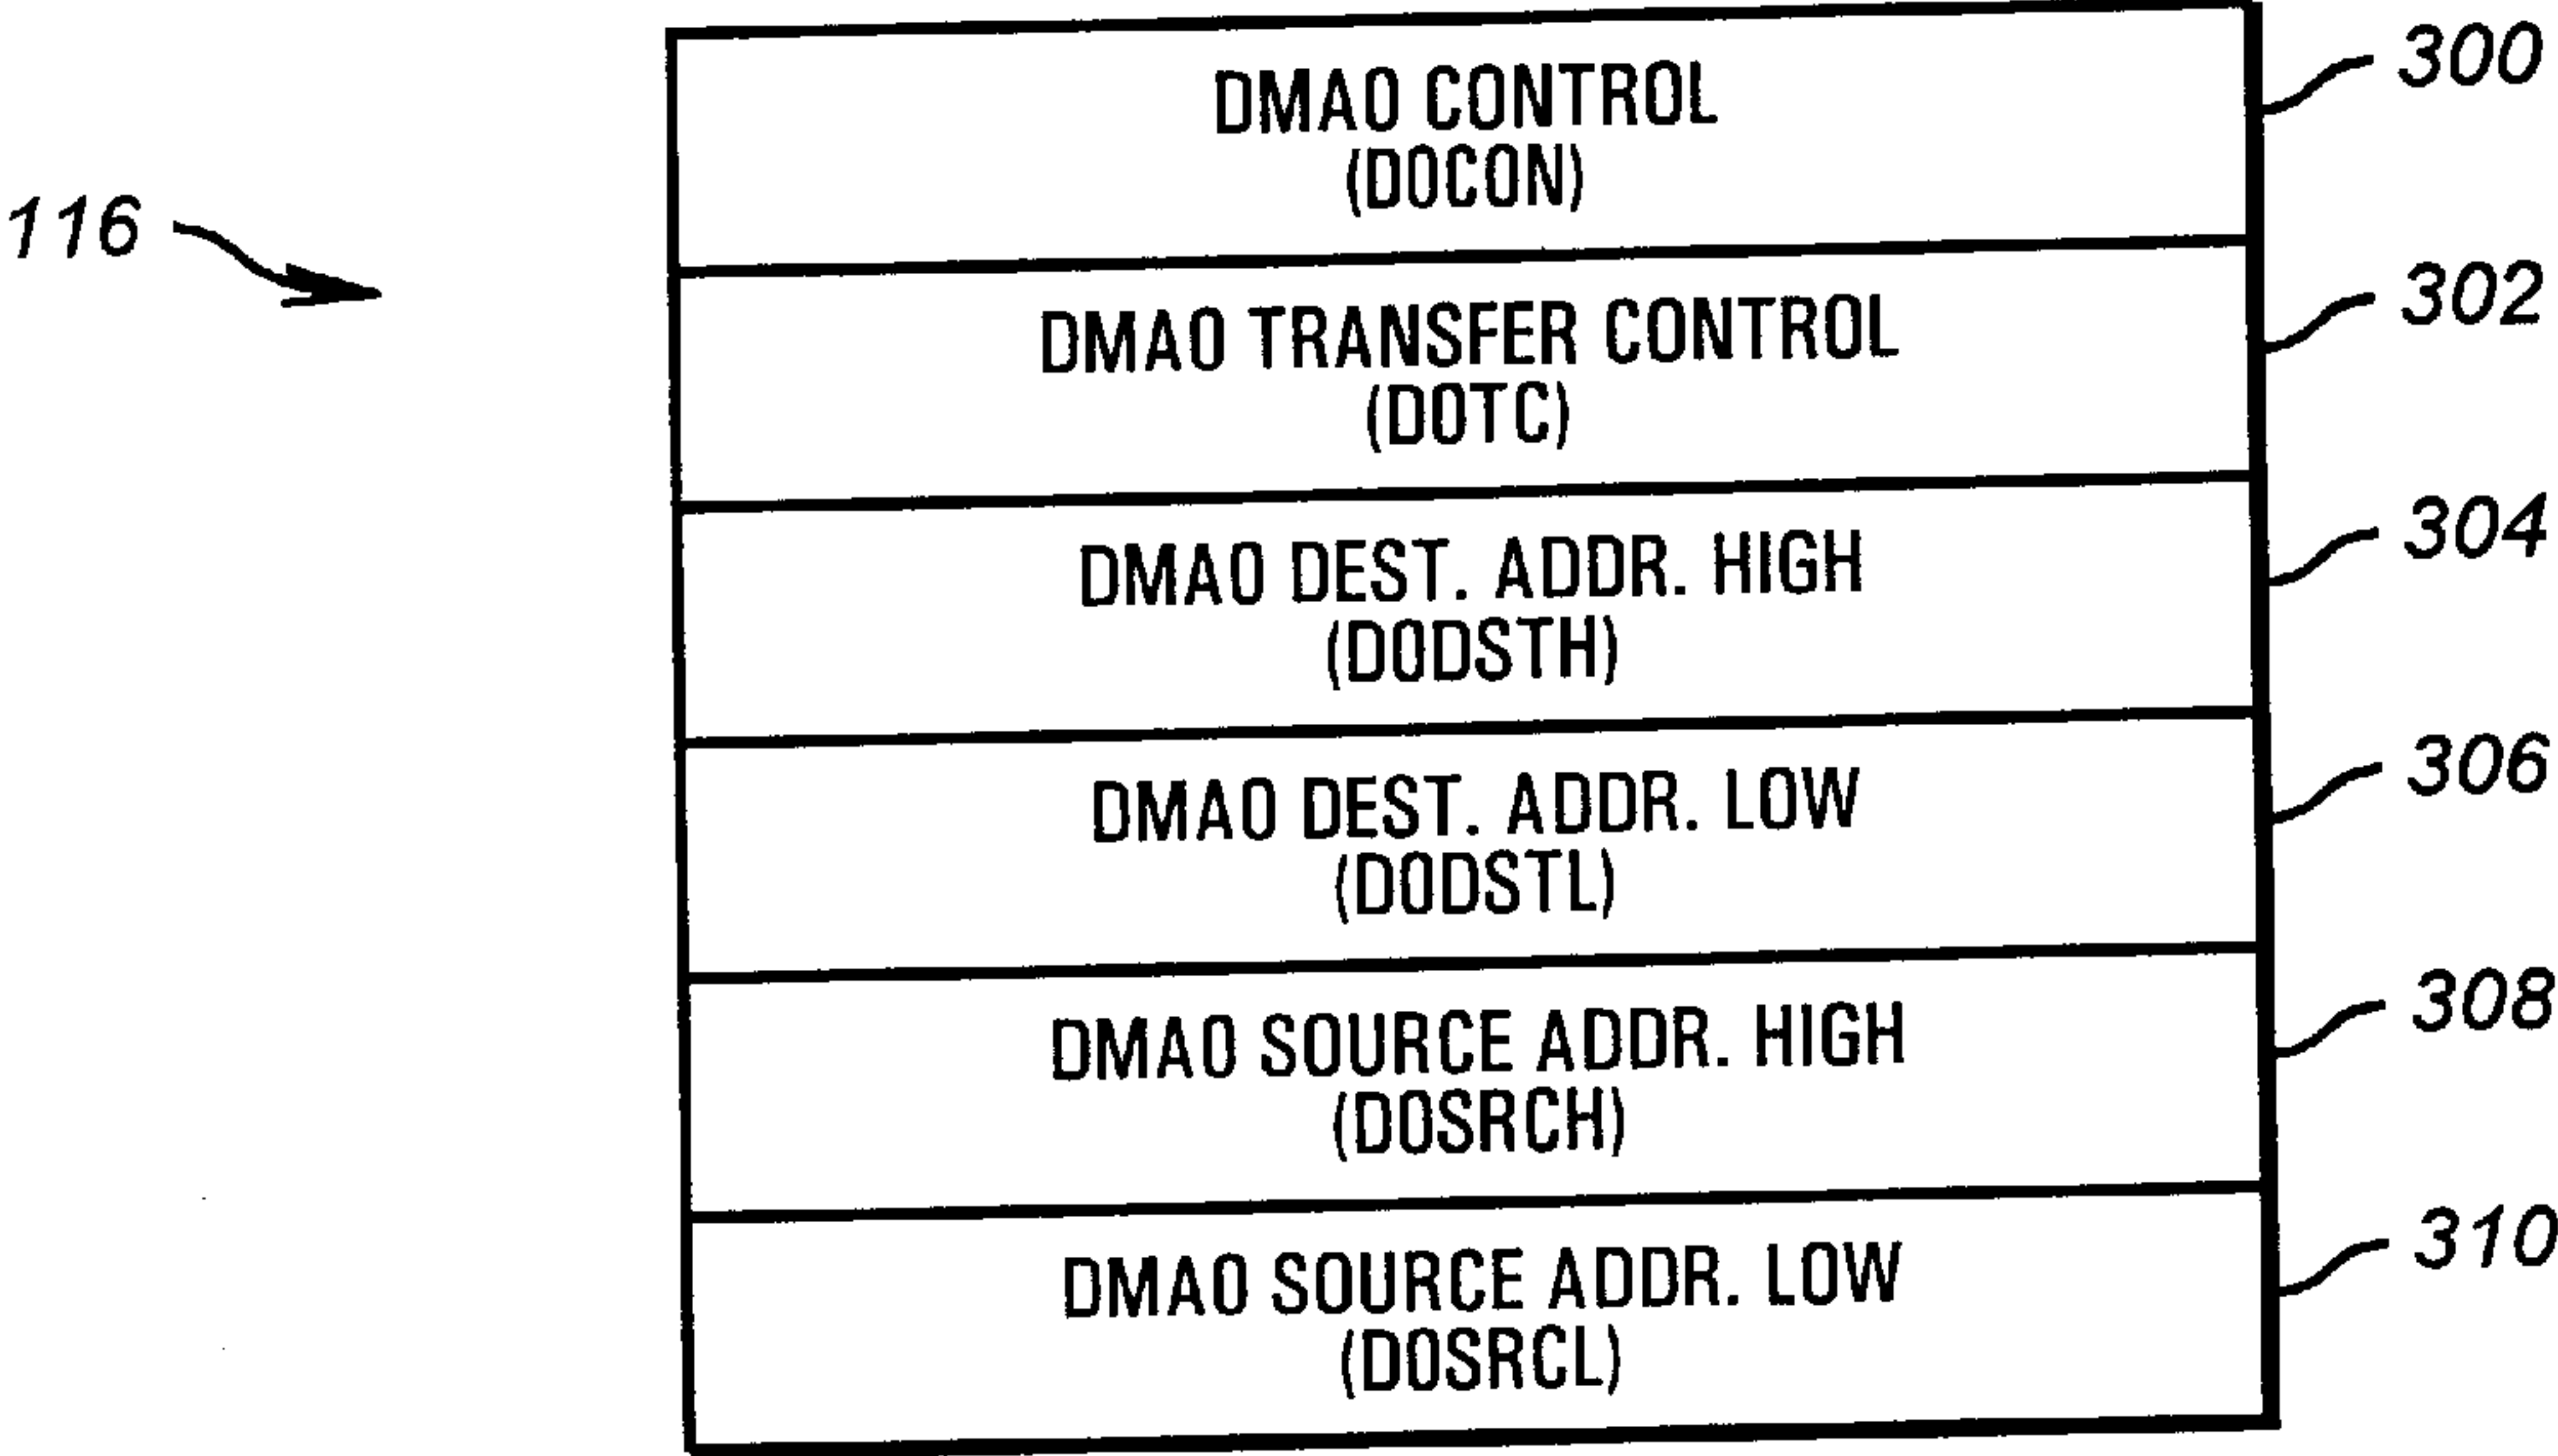 DMA0 CONTROL
(D0CON)
300
116
DMA0 TRANSFER CONTROL
(D0TC)
302
DMA0 DEST. ADDR. HIGH
(D0DSTH)
304
DMA0 DEST. ADDR. LOW
(D0DSTL)
306
DMA0 SOURCE ADDR. HIGH
(D0SRCH)
308
DMA0 SOURCE ADDR. LOW
(D0SRCL)
310